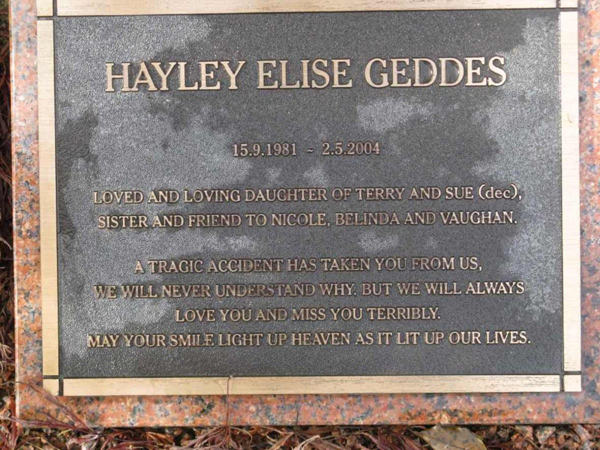 HAYLEY ELISE GEDDES
15.9.1981 ~ 2.5.2004
LOVED AND LOVING DAUGHTER OF TERRY AND SUE (dec),
SISTER AND FRIEND TO NICOLE, BELINDA AND VAUGHAN.
A TRAGIC ACCIDENT HAS TAKEN YOU FROM US,
WE WILL NEVER UNDERSTAND WHY. BUT WE WILL ALWAYS
LOVE YOU AND MISS YOU TERRIBLY.
MAY YOUR SMILE LIGHT UP HEAVEN AS IT LIT UP OUR LIVES.